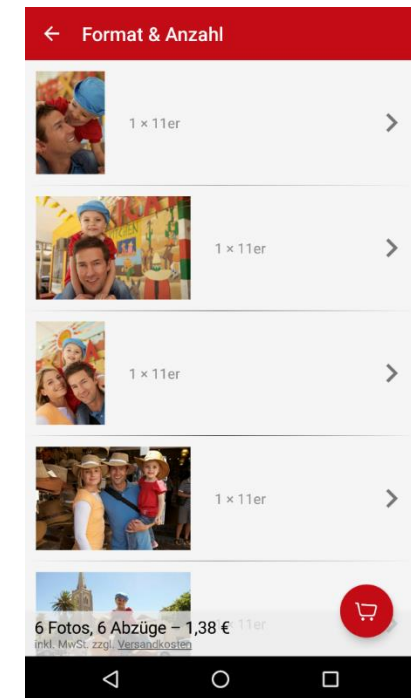 Format & Anzahl
1 × 11er
1 × 11er
1 × 11er
1 × 11er
11er
6 Fotos, 6 Abzüge – 1,38 €
inkl. MwSt. zzgl. Versandkosten